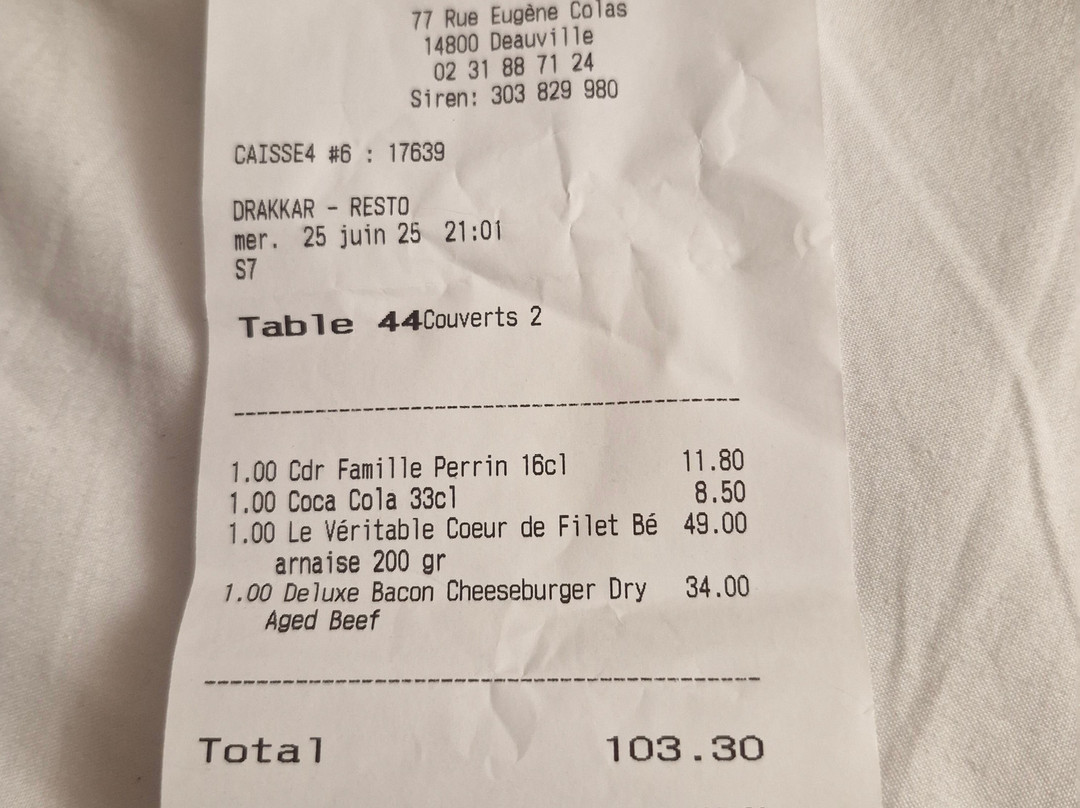 77 Rue Eugène Colas
14800 Deauville
02 31 88 71 24
Siren: 303 829 980
CAISSE4 #6 : 17639
DRAKKAR - RESTO
mer. 25 juin 25 21:01
S7
Table 44Couverts 2
1.00 Cdr Famille Perrin 16cl 11.80
1.00 Coca Cola 33cl 8.50
1.00 Le Véritable Coeur de Filet Bé 49.00
arnaise 200 gr
1.00 Deluxe Bacon Cheeseburger Dry 34.00
Aged Beef
Total 103.30